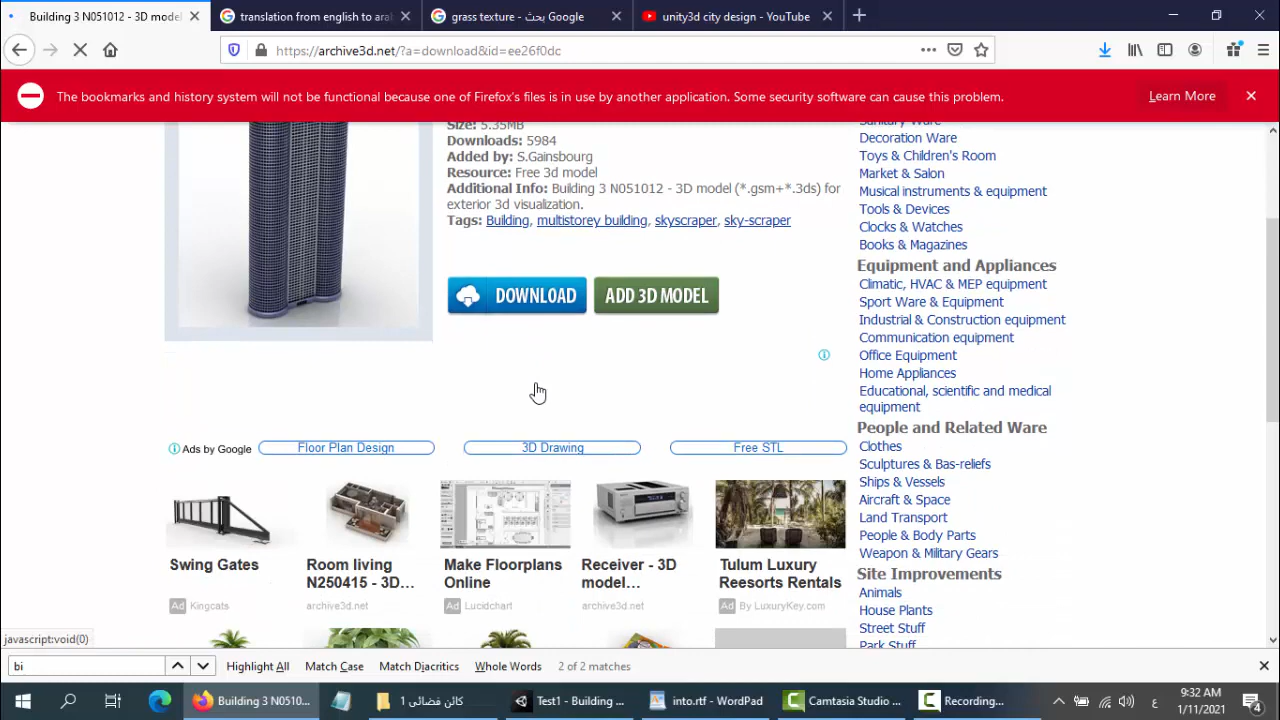 Building 3 N051012 - 3D mode
translation from english to ara
grass texture - بحث Google
unity3d city design - YouTube
https://archive3d.net/?a=download&id=ee26f0dc
The bookmarks and history system will not be functional because one of Firefox's files is in use by another application. Some security software can cause this problem.
Learn More
Size: 5.35MB
Downloads: 5984
Added by: S.Gainsbourg
Resource: Free 3d model
Additional Info: Building 3 N051012 - 3D model (*.gsm+*.3ds) for
exterior 3d visualization.
Tags: Building, multistorey building, skyscraper, sky-scraper
DOWNLOAD
ADD 3D MODEL
Sanitary Ware
Decoration Ware
Toys & Children's Room
Market & Salon
Musical instruments & equipment
Tools & Devices
Clocks & Watches
Books & Magazines
Equipment and Appliances
Climatic, HVAC & MEP equipment
Sport Ware & Equipment
Industrial & Construction equipment
Communication equipment
Office Equipment
Home Appliances
Educational, scientific and medical
equipment
People and Related Ware
Clothes
Sculptures & Bas-reliefs
Ships & Vessels
Aircraft & Space
Land Transport
People & Body Parts
Weapon & Military Gears
Site Improvements
Animals
House Plants
Street Stuff
Park Stuff
Ads by Google
Floor Plan Design
3D Drawing
Free STL
Swing Gates
Ad Kingcats
Room living
N250415 - 3D...
archive3d.net
Make Floorplans
Online
Ad Lucidchart
Receiver - 3D
model...
archive3d.net
Tulum Luxury
Reesorts Rentals
Ad By LuxuryKey.com
javascript:void(0)
bi
Highlight All
Match Case
Match Diacritics
Whole Words
2 of 2 matches
Building 3 N0510...
كائن فضائى 1
Test1 - Building ...
into.rtf - WordPad
Camtasia Studio ...
Recording...
ع
9:32 AM
1/11/2021
4